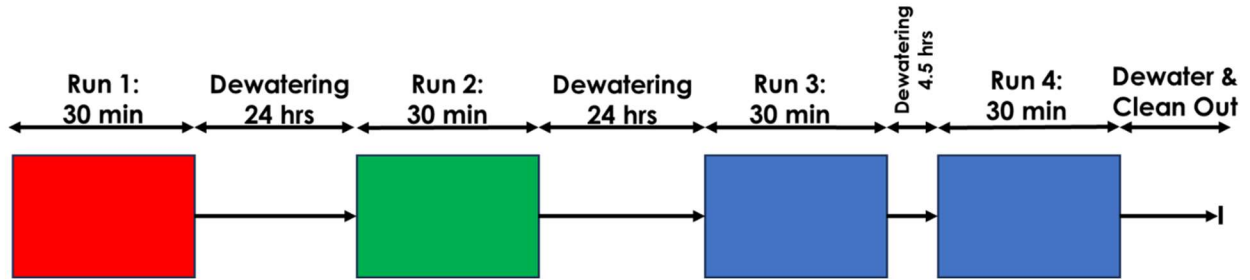 Run 1:
30 min
Dewatering
24 hrs
Run 2:
30 min
Dewatering
24 hrs
Run 3:
30 min
Dewatering
4.5 hrs
Run 4:
30 min
Dewater &
Clean Out